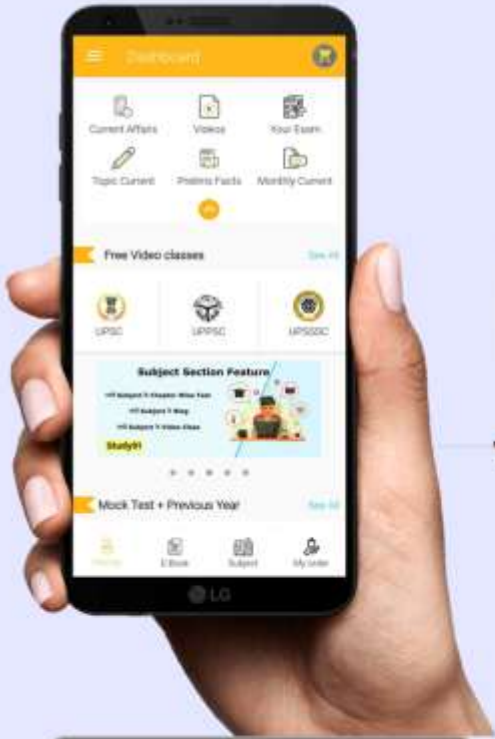 Dashboard
Current Affairs
Videos
Your Exam
Topic Current
Prelims Facts
Monthly Current
Free Video classes
See All
UPSC
UPPSC
UPSSSC
Subject Section Feature
Study91
Mock Test + Previous Year
See All
E Book
Subject
My order
LG